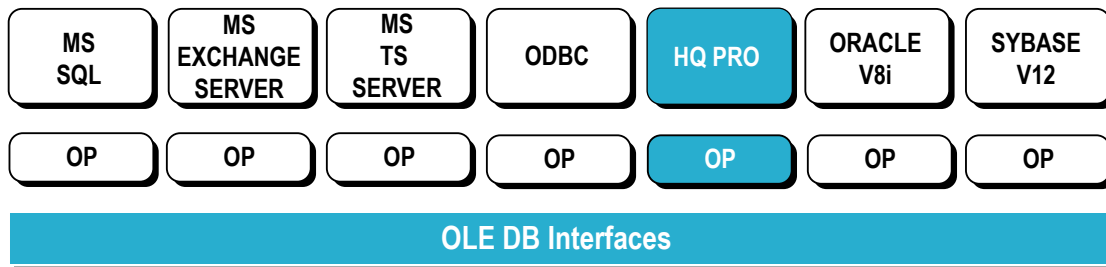 MS
SQL
MS
EXCHANGE
SERVER
MS
TS
SERVER
ODBC
HQ PRO
ORACLE
V8i
SYBASE
V12
OP
OP
OP
OP
OP
OP
OP
OLE DB Interfaces